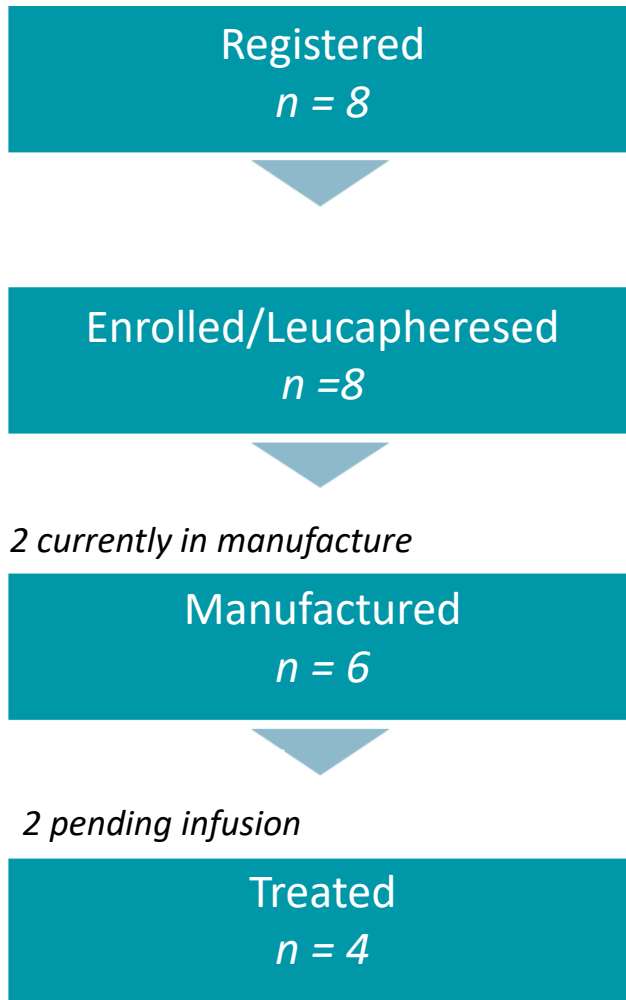 Registered
n = 8
Enrolled/Leucapheresed
n =8
2 currently in manufacture
Manufactured
n = 6
2 pending infusion
Treated
n = 4